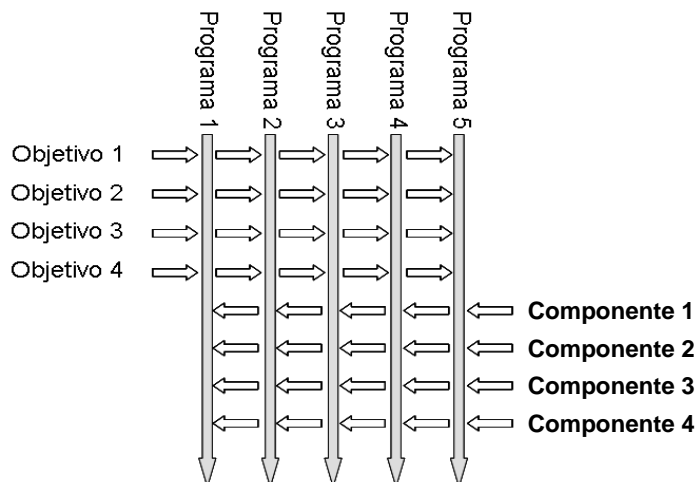 Programa 1
Programa 2
Programa 3
Programa 4
Programa 5
Objetivo 1
Objetivo 2
Objetivo 3
Objetivo 4
Componente 1
Componente 2
Componente 3
Componente 4